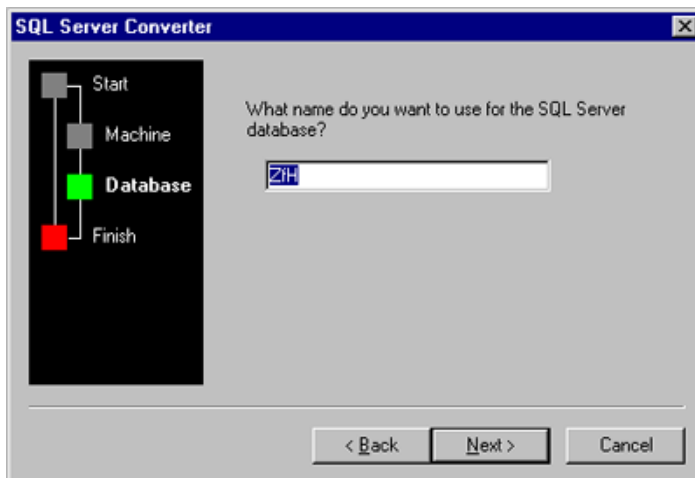 SQL Server Converter
Start
Machine
Database
Finish
What name do you want to use for the SQL Server
database?
ZfH
< Back
Next >
Cancel